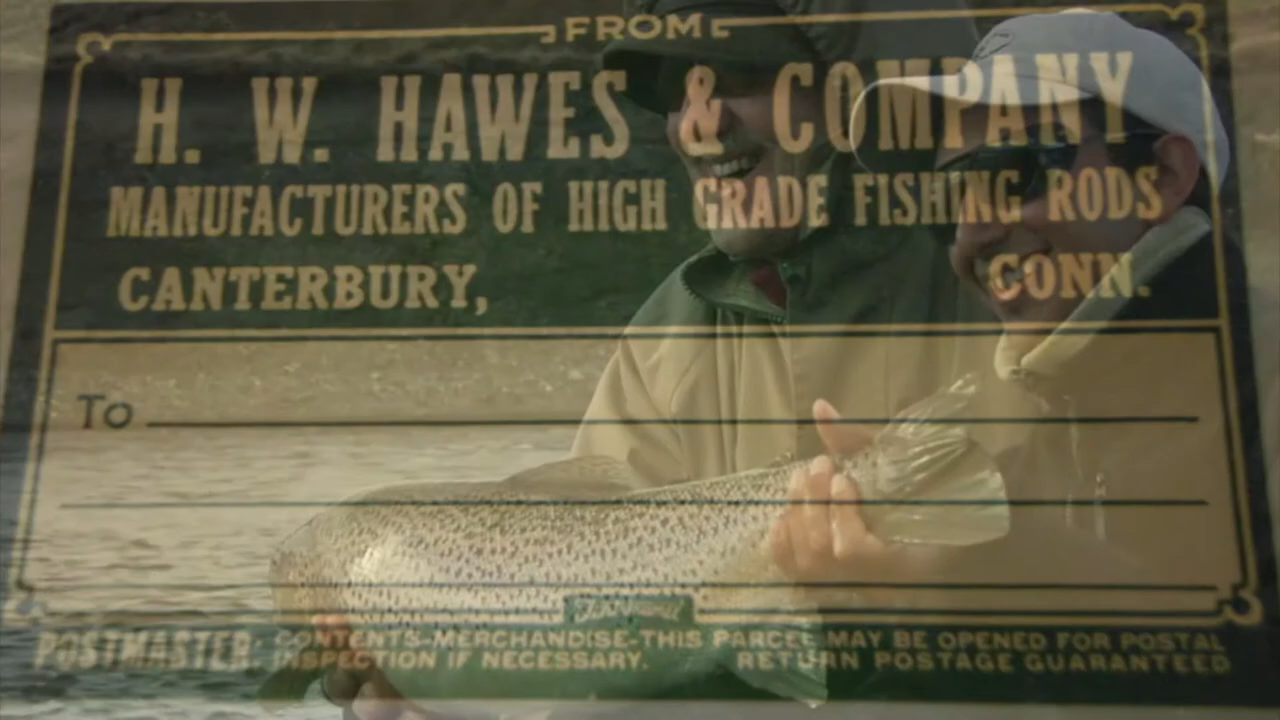 FROM
H. W. HAWES & COMPANY
MANUFACTURERS OF HIGH GRADE FISHING RODS
CANTERBURY, CONN.
To
POSTMASTER: CONTENTS-MERCHANDISE-THIS PARCEL MAY BE OPENED FOR POSTAL
INSPECTION IF NECESSARY. RETURN POSTAGE GUARANTEED